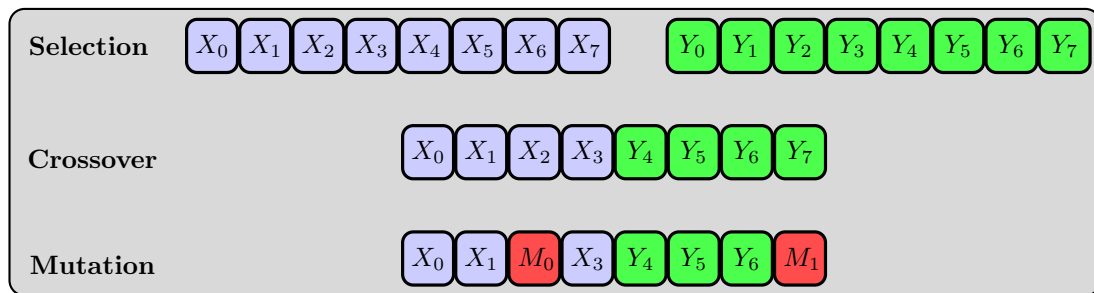 Selection X₀ X₁ X₂ X₃ X₄ X₅ X₆ X₇ Y₀ Y₁ Y₂ Y₃ Y₄ Y₅ Y₆ Y₇
Crossover X₀ X₁ X₂ X₃ Y₄ Y₅ Y₆ Y₇
Mutation X₀ X₁ M₀ X₃ Y₄ Y₅ Y₆ M₁